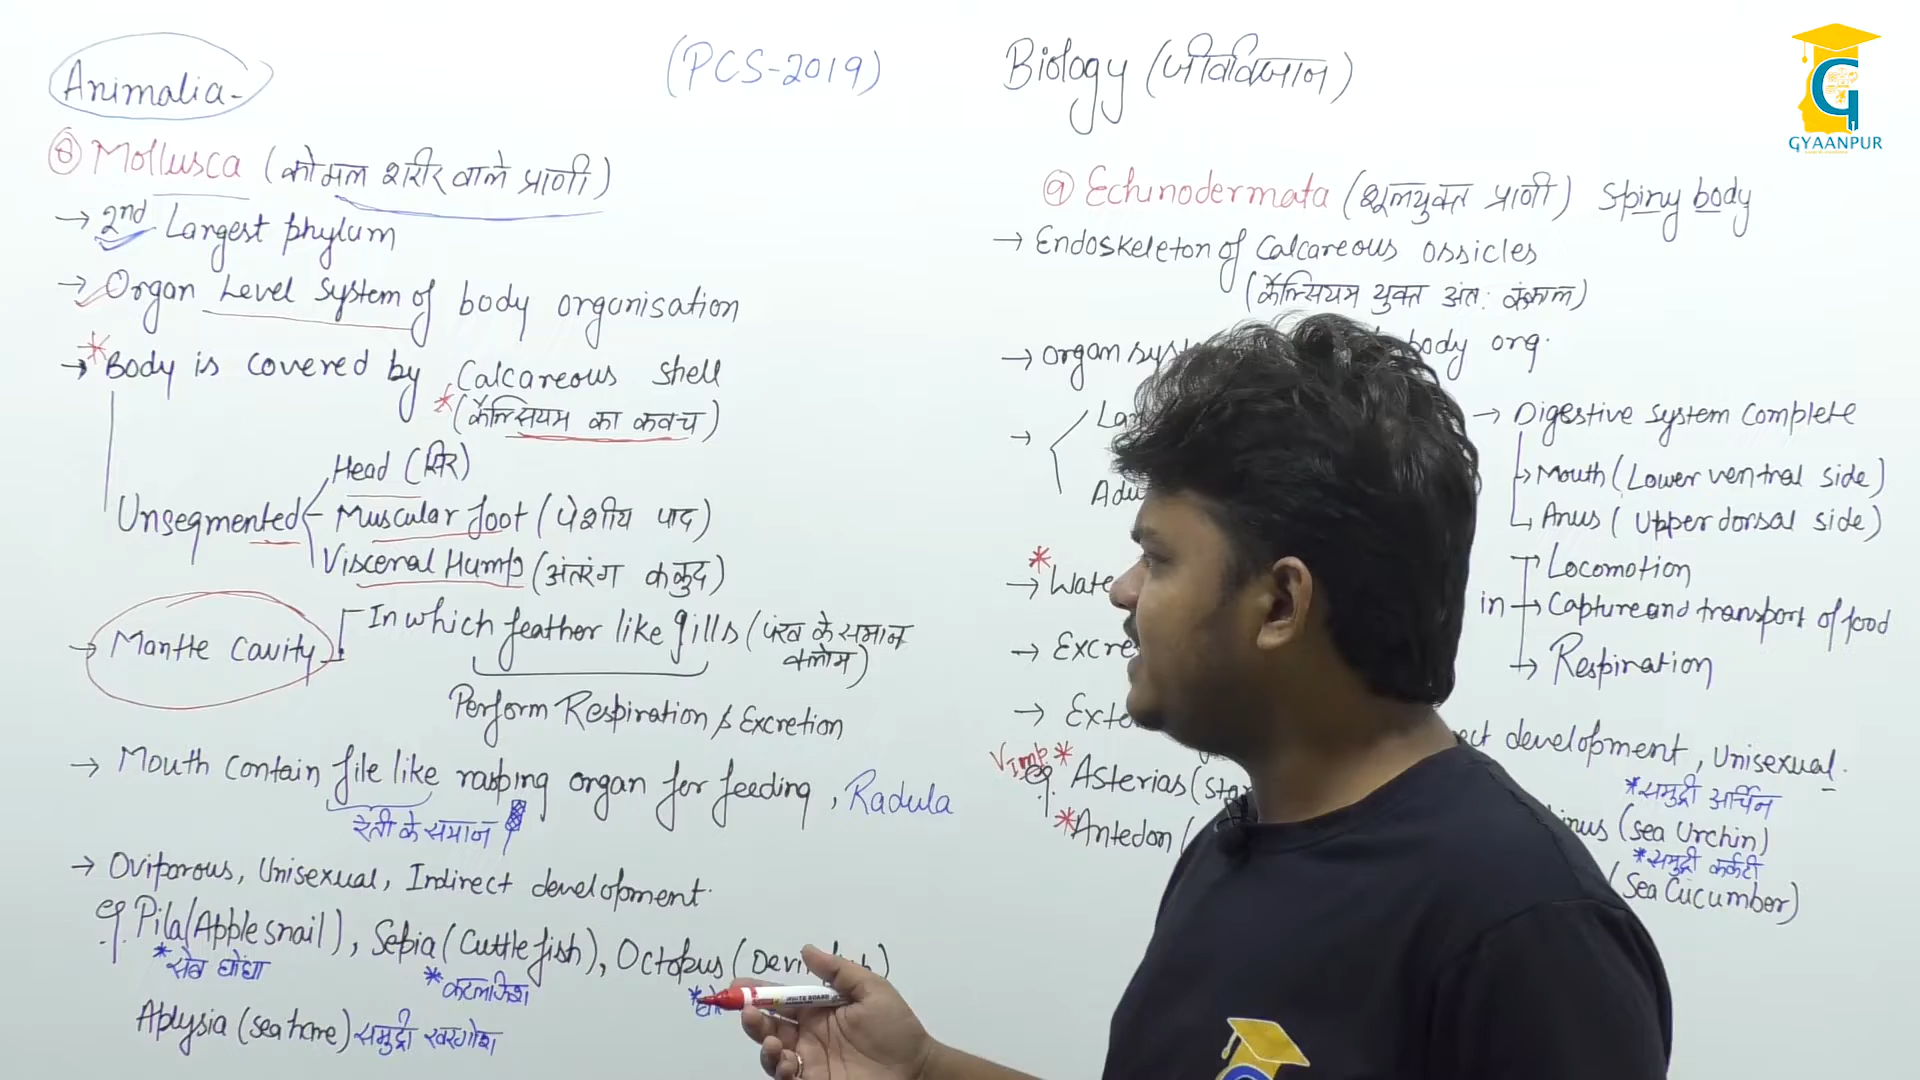 Animalia-
(PCS-2019)
Biology (जीवविज्ञान)
GYAANPUR
⑧ Mollusca (कोमल शरीर वाले प्राणी)
→ 2nd Largest phylum
→ Organ Level System of body organisation
→ *Body is covered by Calcareous shell
*(कैल्सियम का कवच)
Unsegmented
Head (सिर)
Muscular foot (पेशीय पाद)
Visceral Hump (अंतरंग ककुद)
→ Mantle cavity
In which feather like gills (पंख के समान क्लोम)
Perform Respiration & Excretion
→ Mouth contain file like rasping organ for feeding, Radula
रेती के समान
→ Oviporous, Unisexual, Indirect development.
eg. Pila (Apple snail), Sepia (Cuttle fish), Octopus
*सेब घोंघा
*कटलफिश
Aplysia (sea hare) समुद्री खरगोश
⑨ Echinodermata (शूलयुक्त प्राणी) Spiny body
→ Endoskeleton of Calcareous ossicles
(कैल्सियम युक्त अंतः कंकाल)
→ organ body org.
→
→ Digestive system complete
→ Mouth (Lower ventral side)
→ Anus (Upper dorsal side)
*
in
→ Locomotion
→ Capture and transport of food
→ Respiration
→
→
development, Unisexual.
V.Imp *
eg. Asterias
*Antedon
*समुद्री अर्चिन
(sea Urchin)
*समुद्री कर्कटी
(Sea Cucumber)